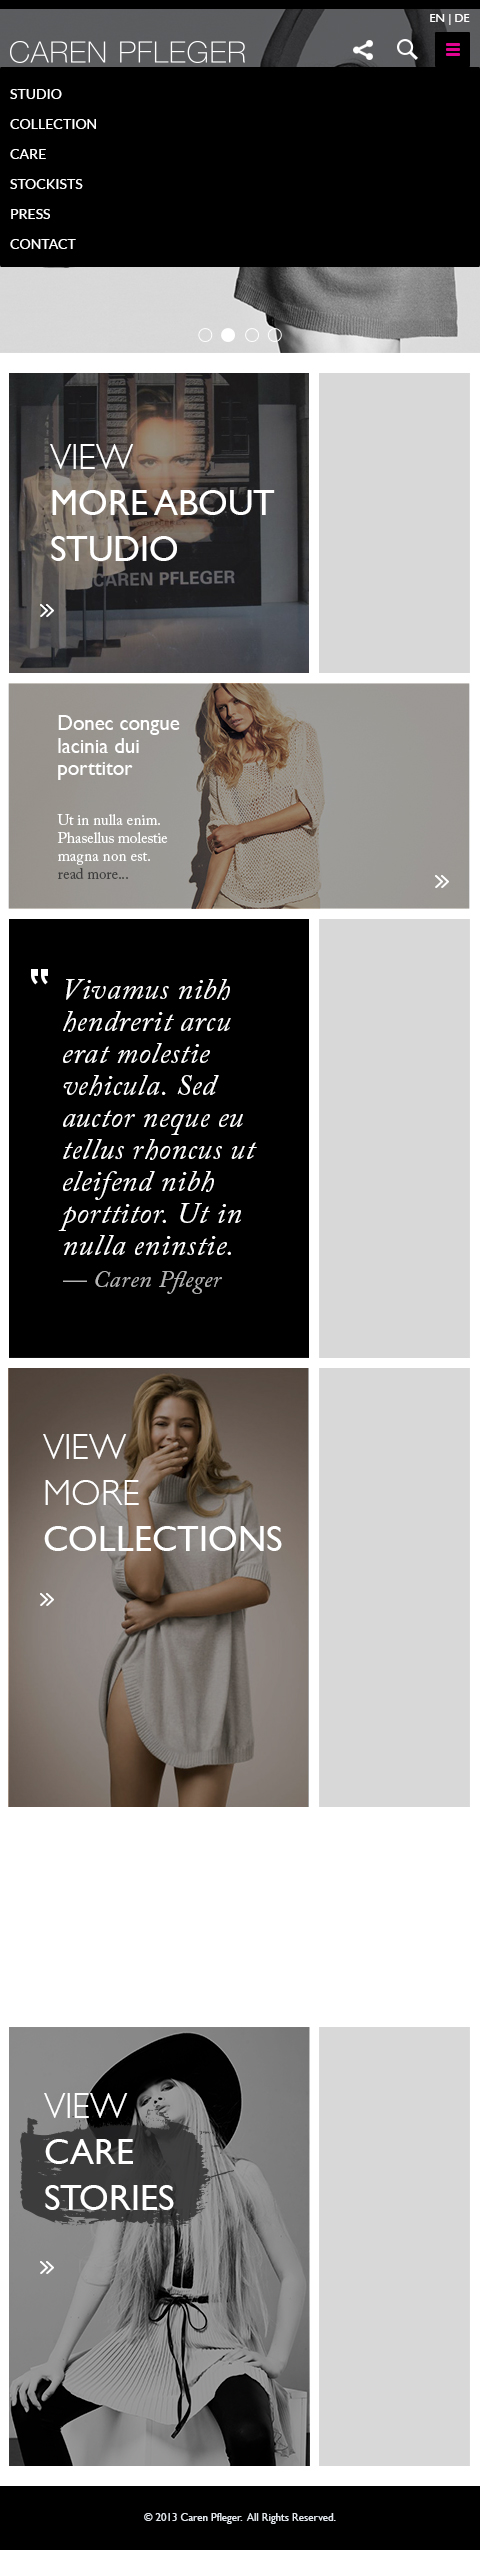 EN | DE
CAREN PFLEGER
STUDIO
COLLECTION
CARE
STOCKISTS
PRESS
CONTACT
VIEW
MORE ABOUT
STUDIO
CAREN PFLEGER
»
Donec congue
lacinia dui
porttitor
Ut in nulla enim.
Phasellus molestie
magna non est.
read more...
»
" Vivamus nibh
hendrerit arcu
erat molestie
vehicula. Sed
auctor neque eu
tellus rhoncus ut
eleifend nibh
porttitor. Ut in
nulla eninstie.
— Caren Pfleger
VIEW
MORE
COLLECTIONS
»
VIEW
CARE
STORIES
»
© 2013 Caren Pfleger. All Rights Reserved.